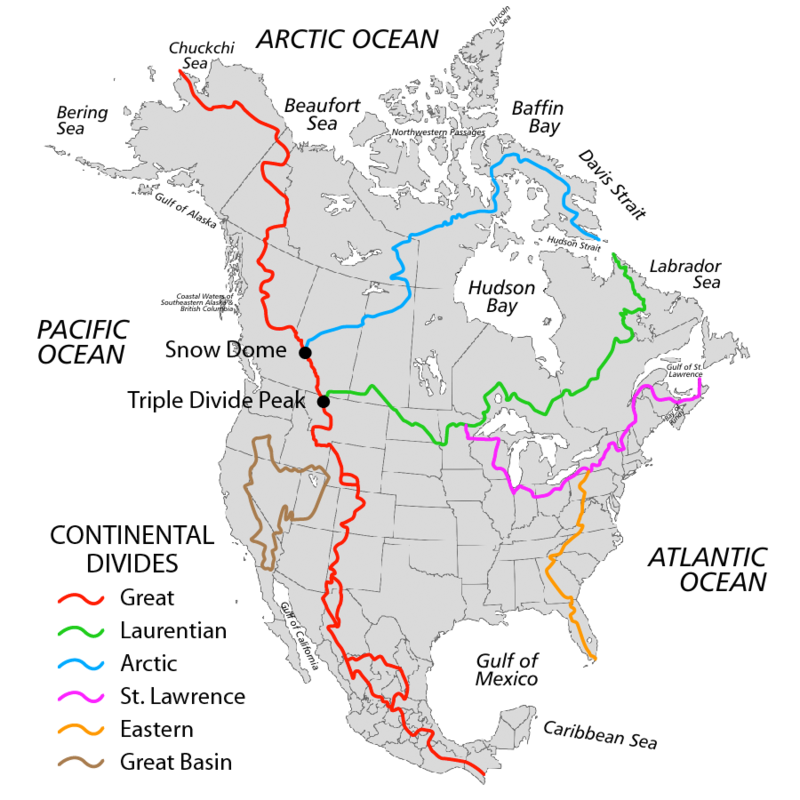 Lincoln
Sea
ARCTIC OCEAN
Chuckchi
Sea
Beaufort
Sea
Baffin
Bay
Bering
Sea
Northwestern Passages
Davis Strait
Gulf of Alaska
Hudson Strait
Labrador
Sea
Hudson
Bay
Coastal Waters of
Southeastern Alaska &
British Columbia
PACIFIC
OCEAN
Snow Dome
Gulf of St.
Lawrence
Triple Divide Peak
CONTINENTAL
DIVIDES
Great
Laurentian
Arctic
St. Lawrence
Eastern
Great Basin
ATLANTIC
OCEAN
Gulf of California
Gulf of
Mexico
Caribbean Sea